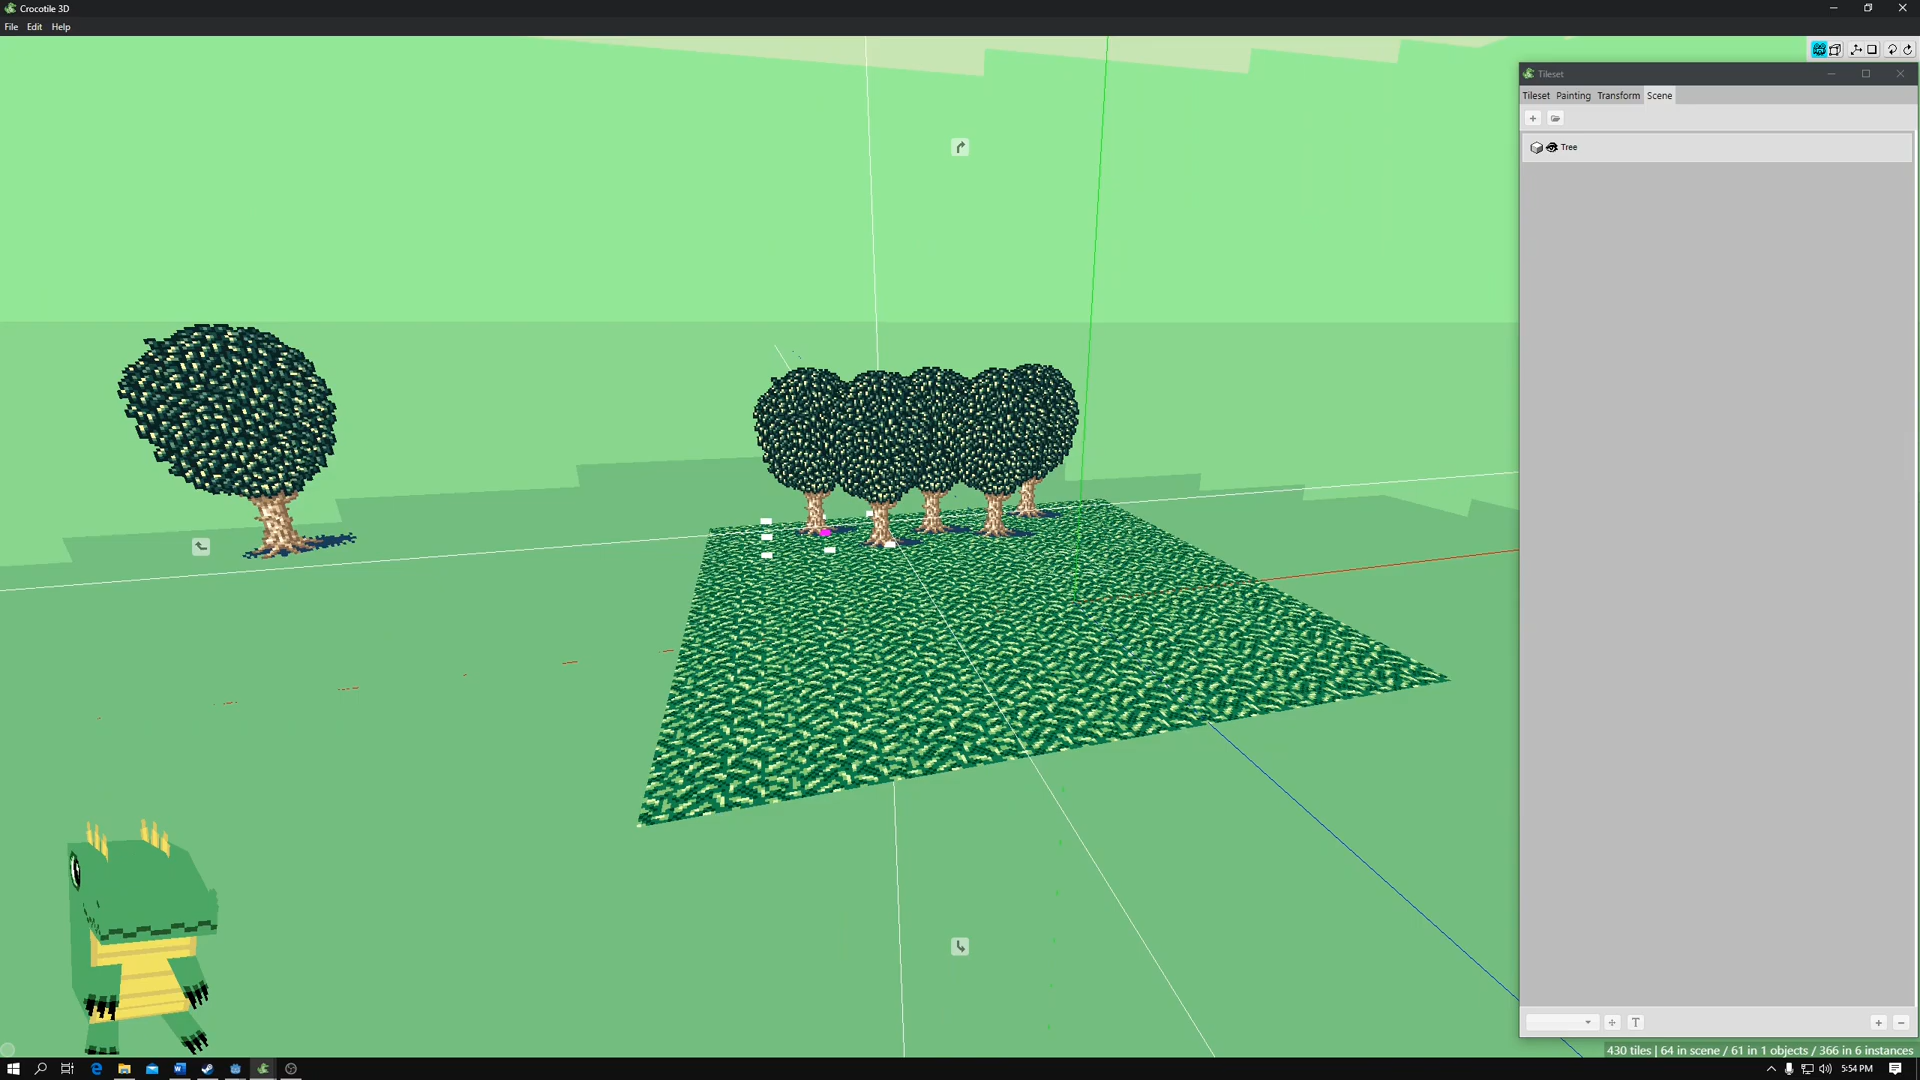 Crocotile 3D
File Edit Help
Tileset
Tileset Painting Transform Scene
Tree
T
430 tiles | 64 in scene / 61 in 1 objects / 366 in 6 instances
5:54 PM